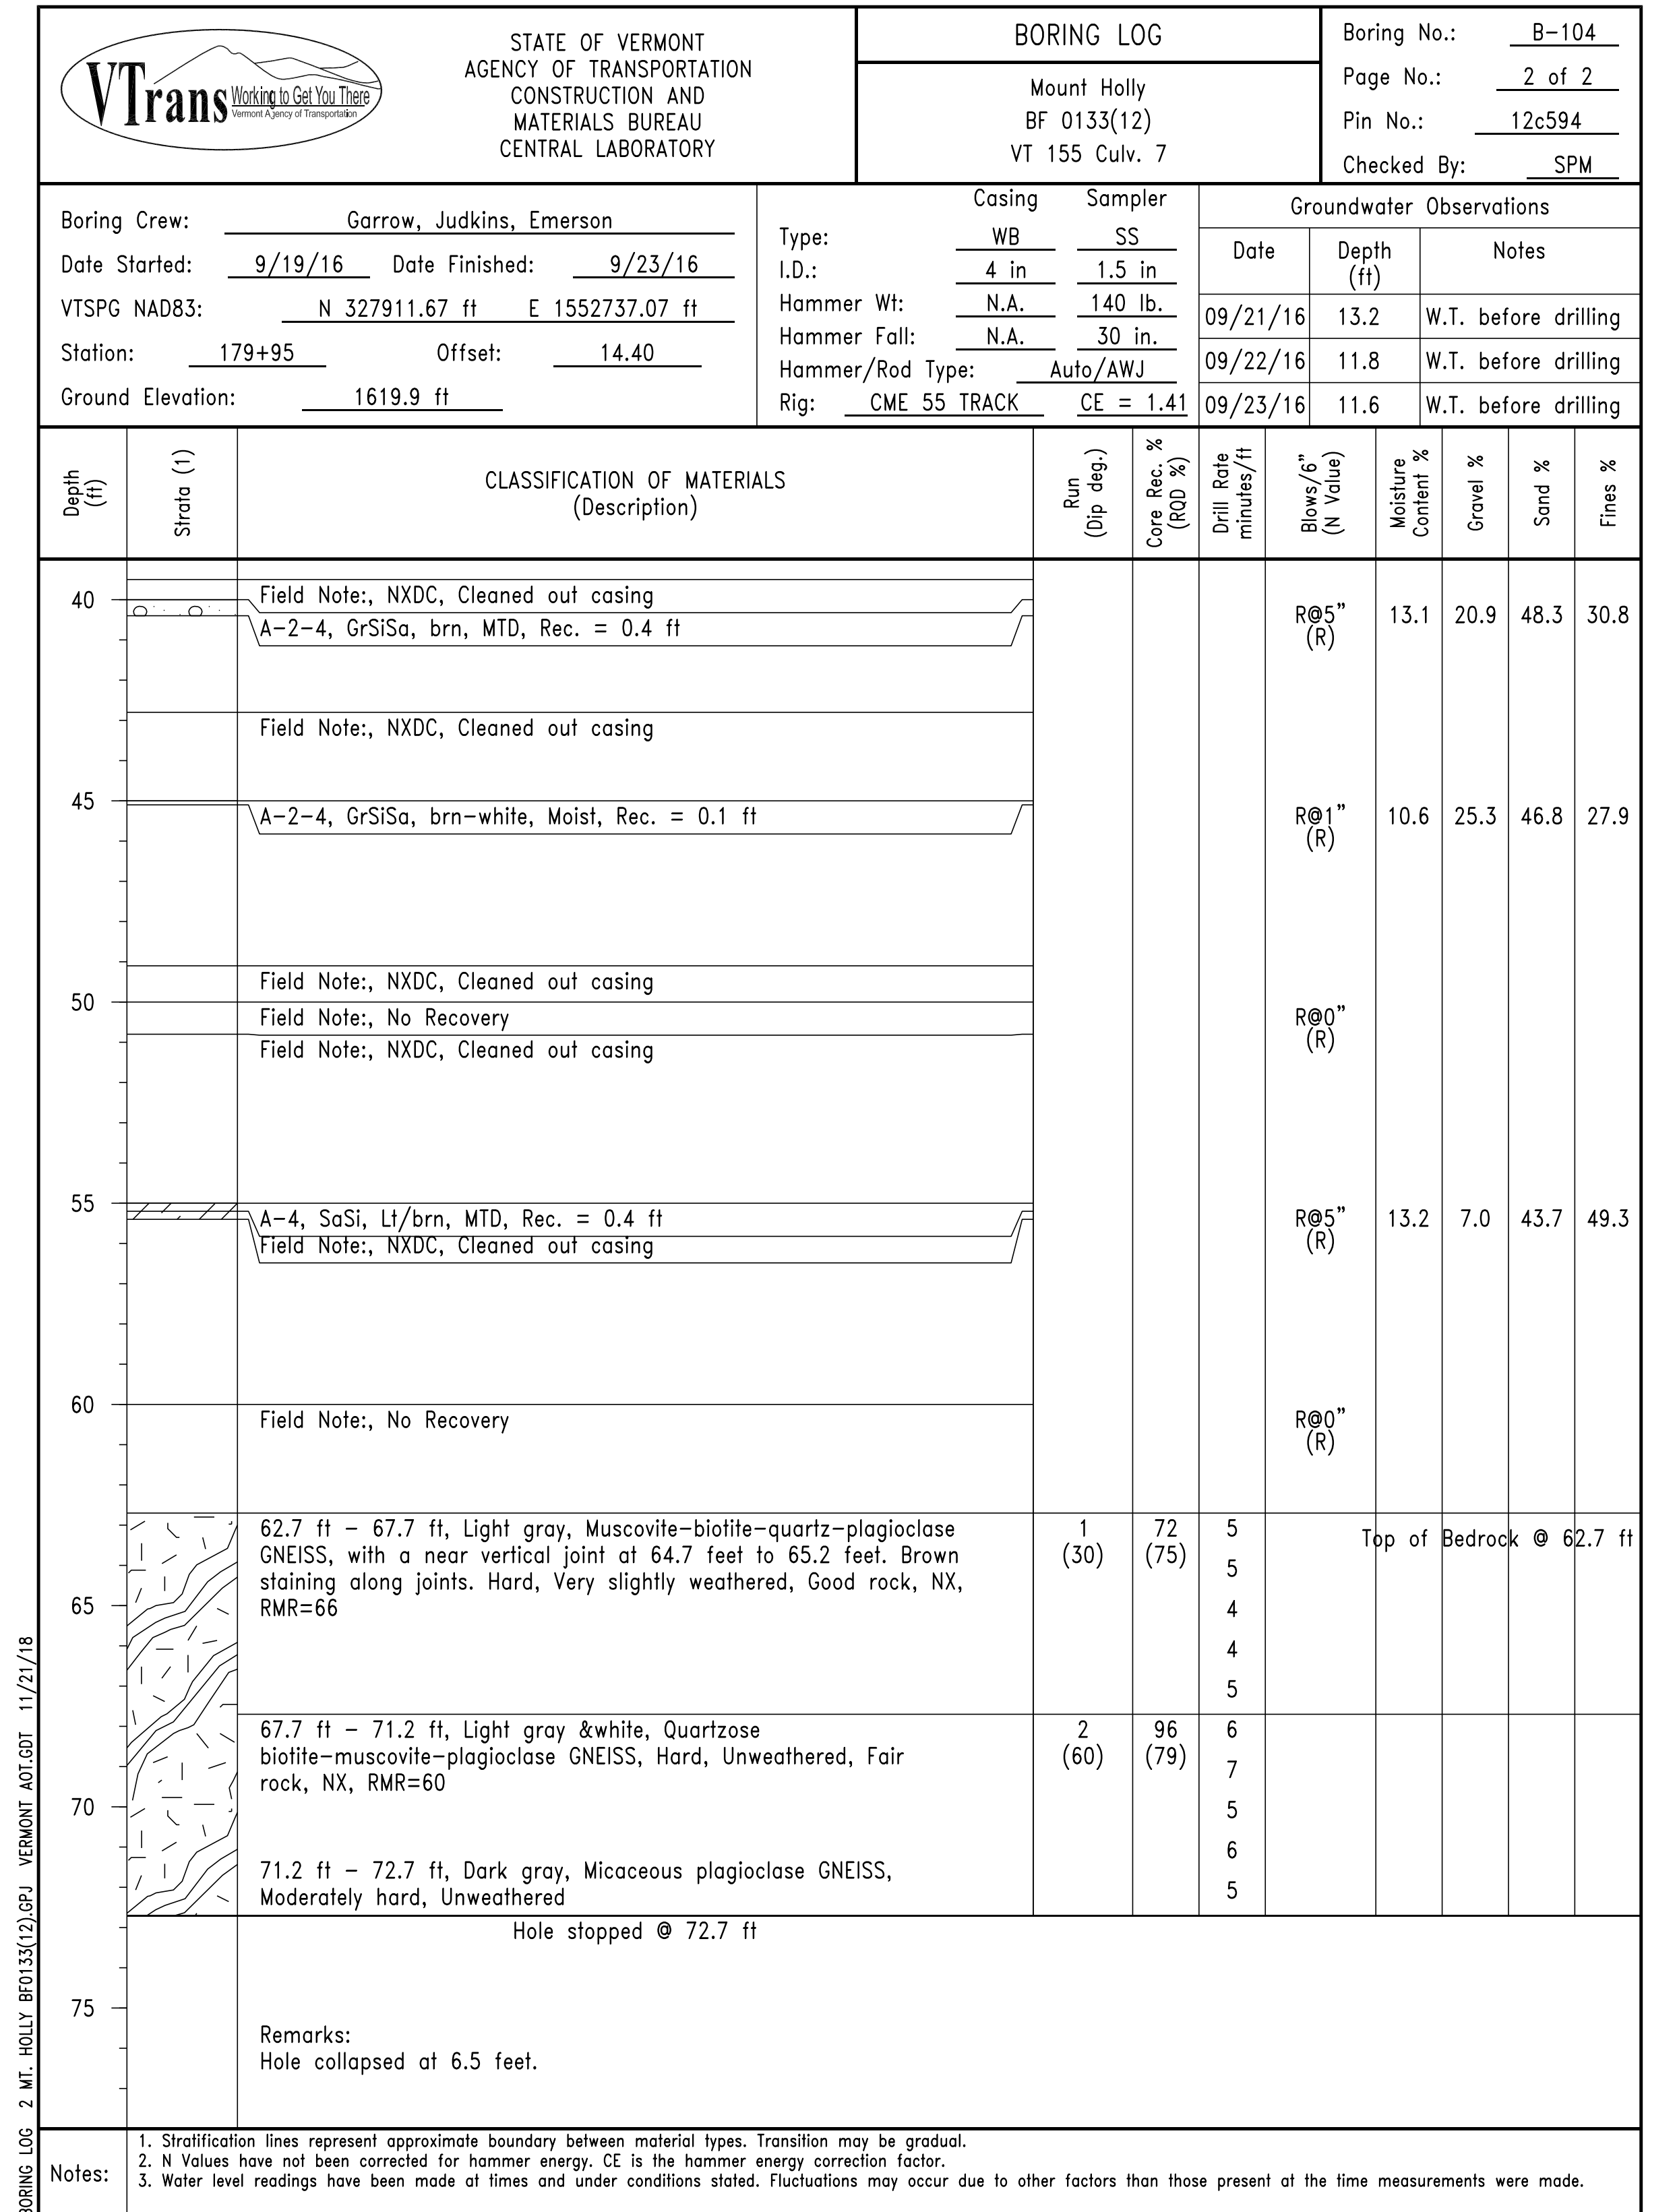 VTrans Working to Get You There
Vermont Agency of Transportation
STATE OF VERMONT
AGENCY OF TRANSPORTATION
CONSTRUCTION AND
MATERIALS BUREAU
CENTRAL LABORATORY
BORING LOG
Mount Holly
BF 0133(12)
VT 155 Culv. 7
Boring No.: B-104
Page No.: 2 of 2
Pin No.: 12c594
Checked By: SPM
Boring Crew: Garrow, Judkins, Emerson
Date Started: 9/19/16 Date Finished: 9/23/16
VTSPG NAD83: N 327911.67 ft E 1552737.07 ft
Station: 179+95 Offset: 14.40
Ground Elevation: 1619.9 ft
Casing Sampler
Type: WB SS
I.D.: 4 in 1.5 in
Hammer Wt: N.A. 140 lb.
Hammer Fall: N.A. 30 in.
Hammer/Rod Type: Auto/AWJ
Rig: CME 55 TRACK CE = 1.41
Groundwater Observations
Date Depth (ft) Notes
09/21/16 13.2 W.T. before drilling
09/22/16 11.8 W.T. before drilling
09/23/16 11.6 W.T. before drilling
Depth (ft)
Strata (1)
CLASSIFICATION OF MATERIALS
(Description)
Run (Dip deg.)
Core Rec. % (RQD %)
Drill Rate minutes/ft
Blows/6" (N Value)
Moisture Content %
Gravel %
Sand %
Fines %
40 Field Note:, NXDC, Cleaned out casing
A-2-4, GrSiSa, brn, MTD, Rec. = 0.4 ft R@5" (R) 13.1 20.9 48.3 30.8
Field Note:, NXDC, Cleaned out casing
45 A-2-4, GrSiSa, brn-white, Moist, Rec. = 0.1 ft R@1" (R) 10.6 25.3 46.8 27.9
Field Note:, NXDC, Cleaned out casing
50 Field Note:, No Recovery R@0" (R)
Field Note:, NXDC, Cleaned out casing
55 A-4, SaSi, Lt/brn, MTD, Rec. = 0.4 ft R@5" (R) 13.2 7.0 43.7 49.3
Field Note:, NXDC, Cleaned out casing
60 Field Note:, No Recovery R@0" (R)
62.7 ft - 67.7 ft, Light gray, Muscovite-biotite-quartz-plagioclase 1 72 5
Top of Bedrock @ 62.7 ft
GNEISS, with a near vertical joint at 64.7 feet to 65.2 feet. Brown (30) (75) 5
staining along joints. Hard, Very slightly weathered, Good rock, NX,
65 RMR=66 4
4
5
67.7 ft - 71.2 ft, Light gray &white, Quartzose 2 96 6
biotite-muscovite-plagioclase GNEISS, Hard, Unweathered, Fair (60) (79) 7
rock, NX, RMR=60
70 5
6
71.2 ft - 72.7 ft, Dark gray, Micaceous plagioclase GNEISS, 5
Moderately hard, Unweathered
Hole stopped @ 72.7 ft
75
Remarks:
Hole collapsed at 6.5 feet.
Notes:
1. Stratification lines represent approximate boundary between material types. Transition may be gradual.
2. N Values have not been corrected for hammer energy. CE is the hammer energy correction factor.
3. Water level readings have been made at times and under conditions stated. Fluctuations may occur due to other factors than those present at the time measurements were made.
BORING LOG 2 MT. HOLLY BF0133(12).GPJ VERMONT AOT.GDT 11/21/18